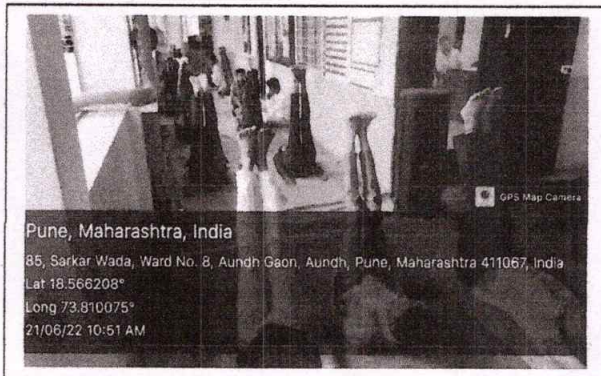 GPS Map Camera
Pune, Maharashtra, India
85, Sarkar Wada, Ward No. 8, Aundh Gaon, Aundh, Pune, Maharashtra 411067, India
Lat 18.566208°
Long 73.810075°
21/06/22 10:51 AM